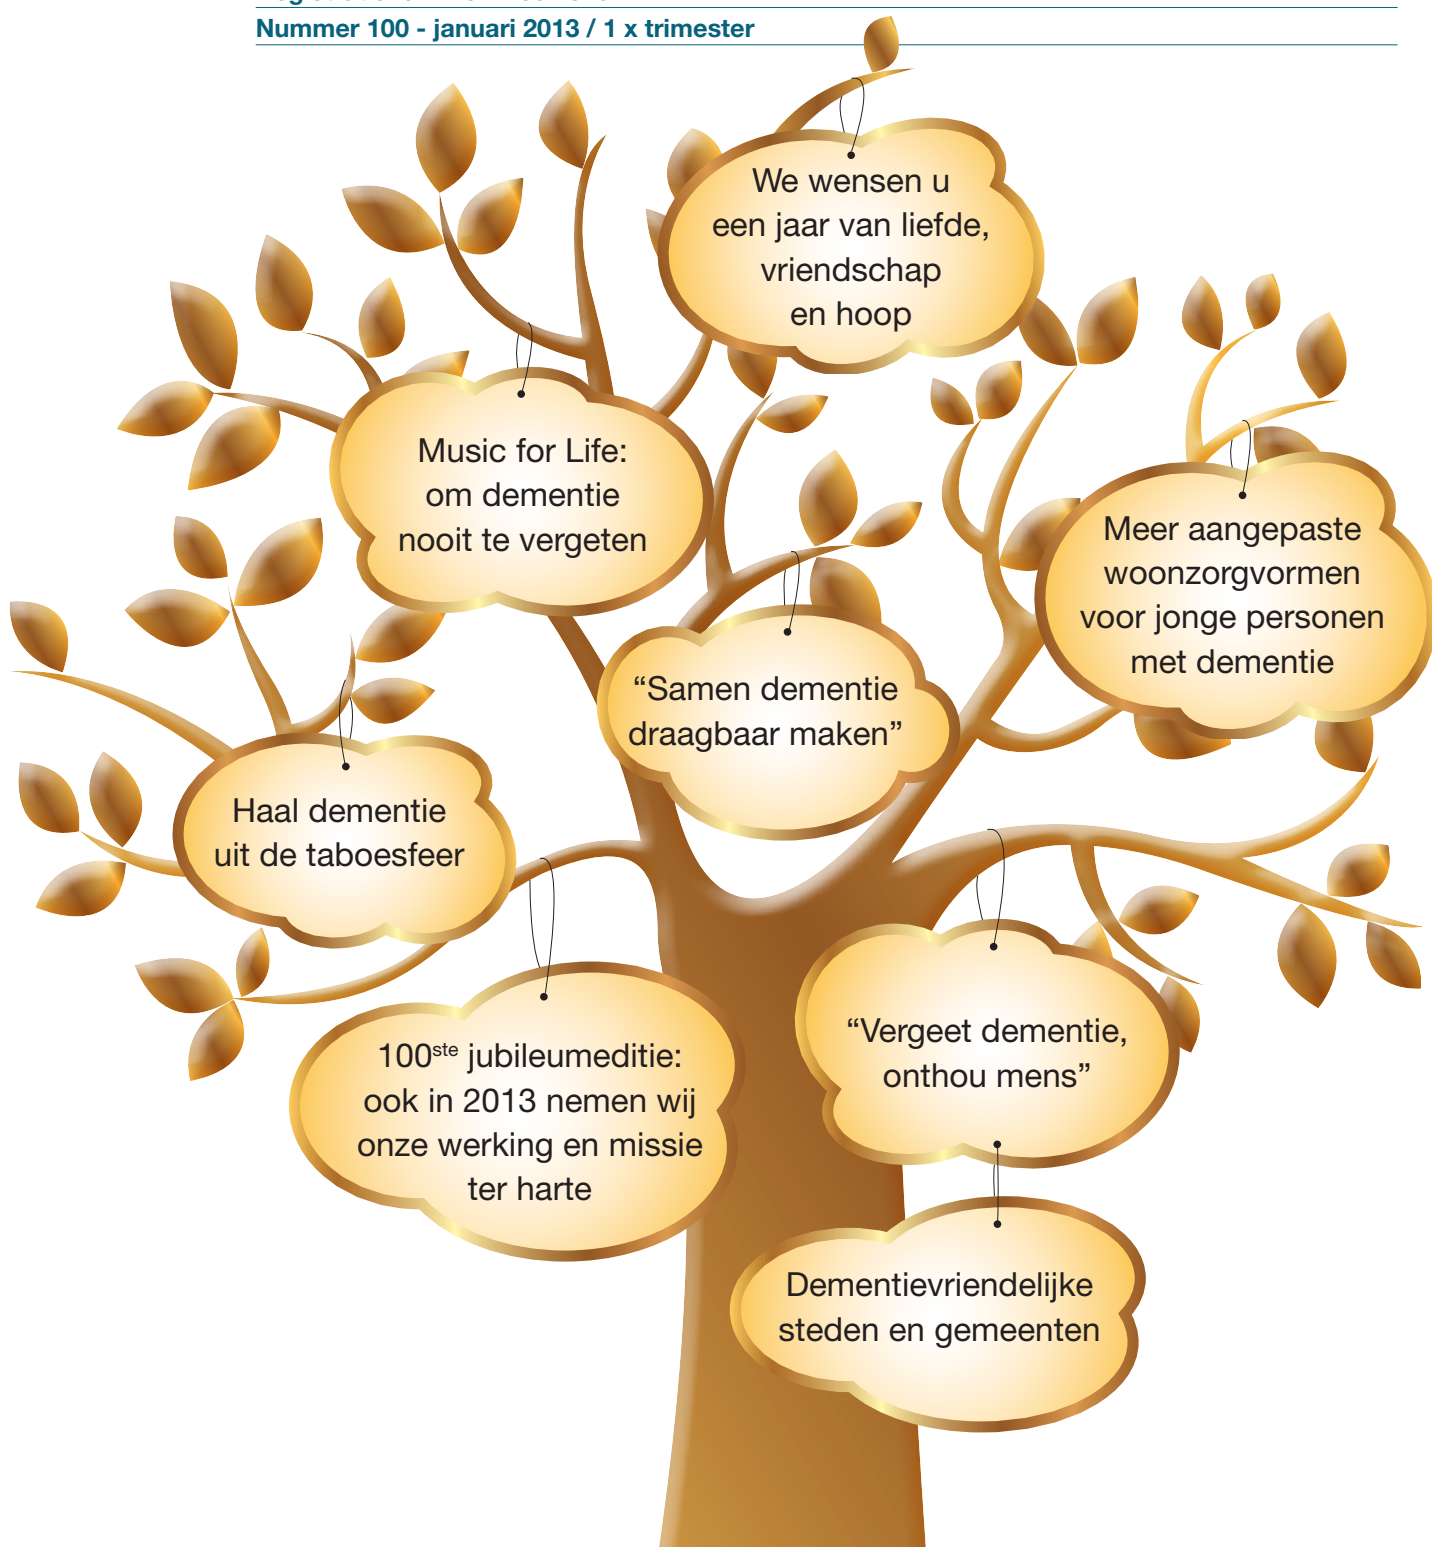 Nummer 100 - januari 2013 / 1 x trimester
We wensen u
een jaar van liefde,
vriendschap
en hoop
Music for Life:
om dementie
nooit te vergeten
Meer aangepaste
woonzorgvormen
voor jonge personen
met dementie
“Samen dementie
draagbaar maken”
Haal dementie
uit de taboesfeer
“Vergeet dementie,
onthou mens”
100ste jubileumeditie:
ook in 2013 nemen wij
onze werking en missie
ter harte
Dementievriendelijke
steden en gemeenten